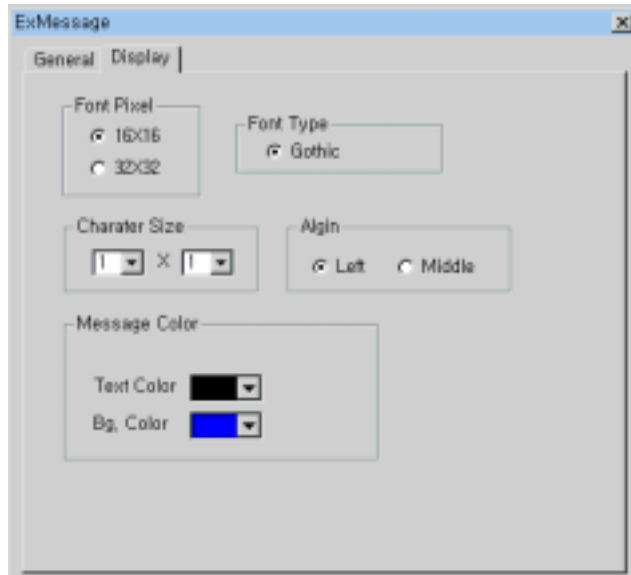 ExMessage
General Display
Font Pixel
16X16
32X32
Font Type
Gothic
Charater Size
1 X 1
Algin
Left Middle
Message Color
Text Color
Bg, Color